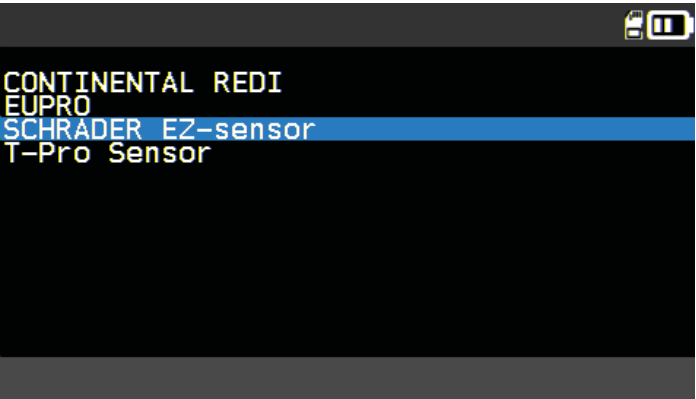 CONTINENTAL REDI
EUPRO
SCHRADER EZ-sensor
T-Pro Sensor